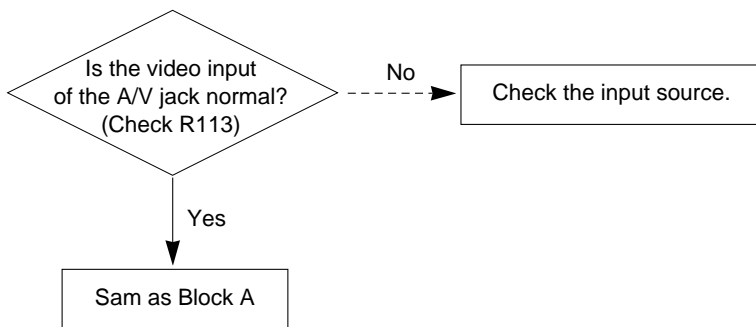 Is the video input
of the A/V jack normal?
(Check R113)
No
Check the input source.
Yes
Sam as Block A